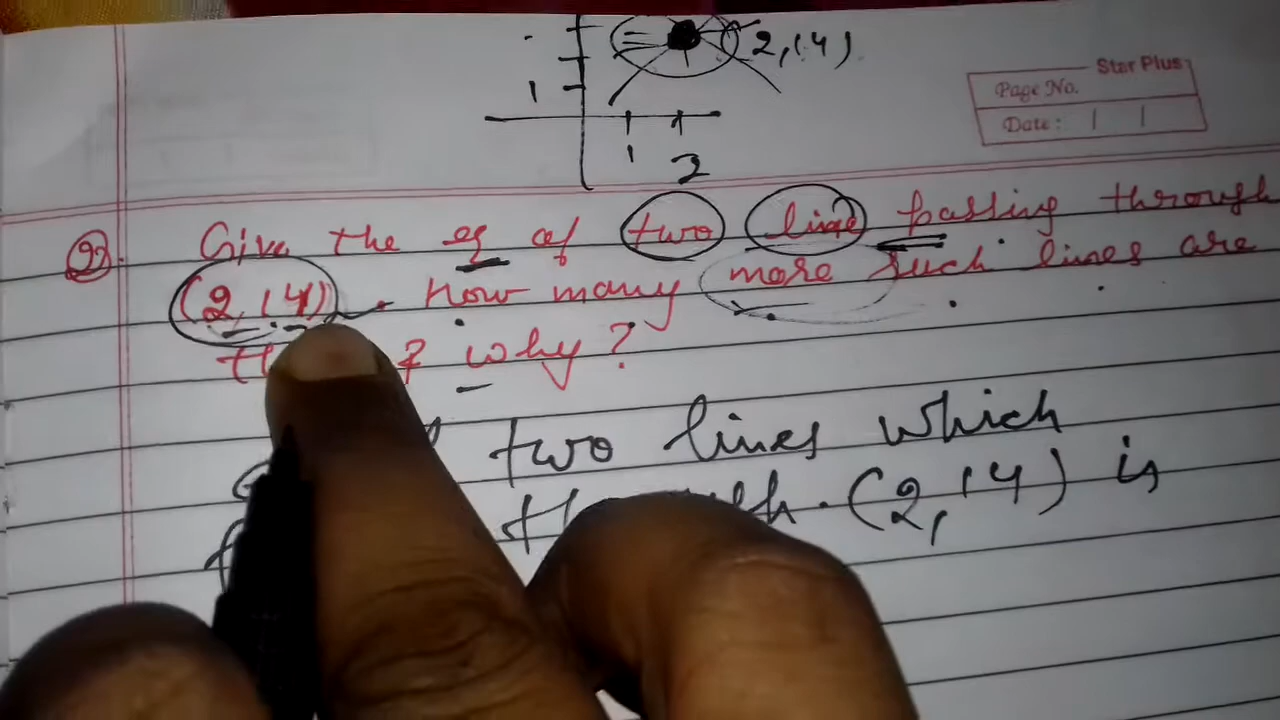 2,14)
1
1
2
Star Plus
Page No.
Date :
Q Give the eq of two line passing through
(2,14). How many more such lines are
why?
two lines which
(2,14) is